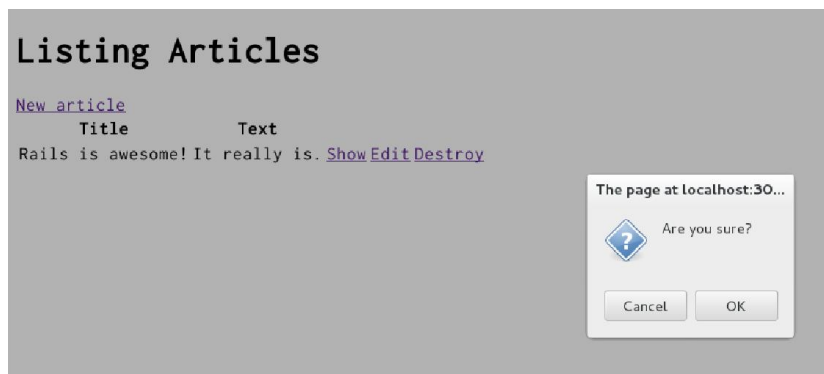 Listing Articles
New article
Title Text
Rails is awesome! It really is. Show Edit Destroy
The page at localhost:30...
Are you sure?
Cancel OK